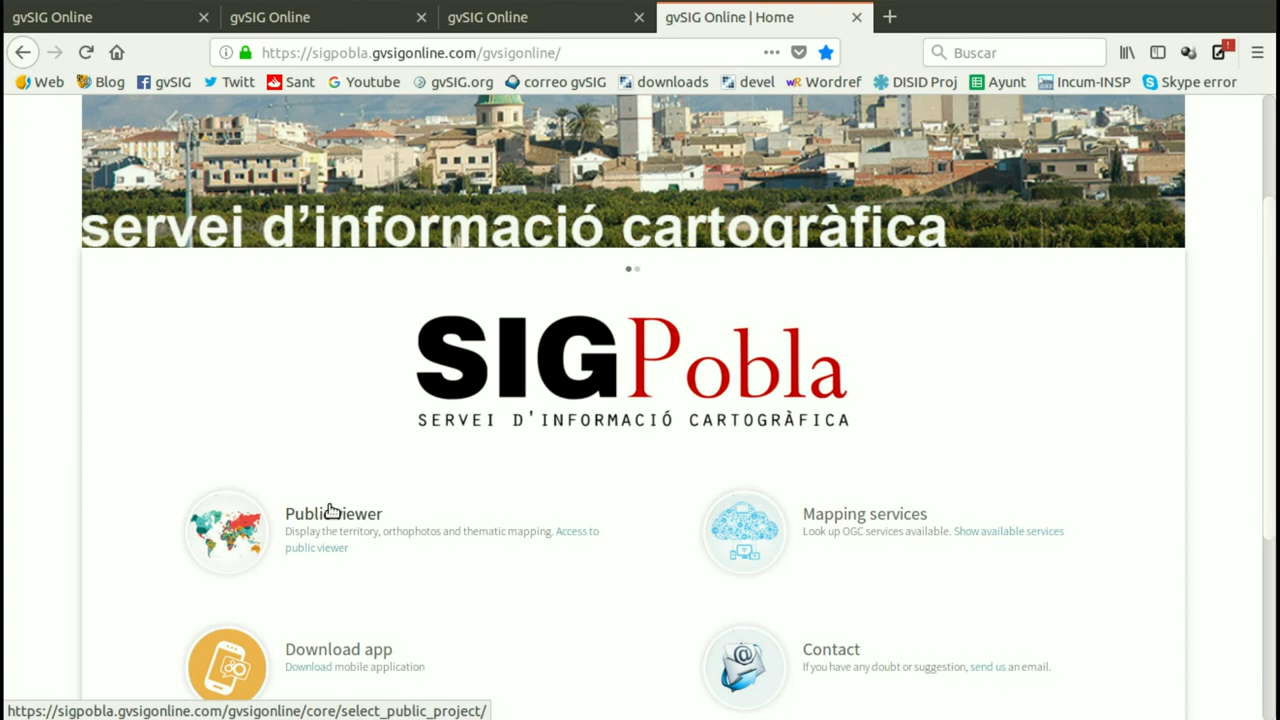 gvSIG Online
gvSIG Online
gvSIG Online
gvSIG Online | Home
https://sigpobla.gvsigonline.com/gvsigonline/
Buscar
Web
Blog
gvSIG
Twitt
Sant
Youtube
gvSIG.org
correo gvSIG
downloads
devel
Wordref
DISID Proj
Ayunt
Incum-INSP
Skype error
servei d'informació cartogràfica
SIGPobla
SERVEI D'INFORMACIÓ CARTOGRÀFICA
Public viewer
Display the territory, orthophotos and thematic mapping. Access to
public viewer
Mapping services
Look up OGC services available. Show available services
Download app
Download mobile application
Contact
If you have any doubt or suggestion, send us an email.
https://sigpobla.gvsigonline.com/gvsigonline/core/select_public_project/